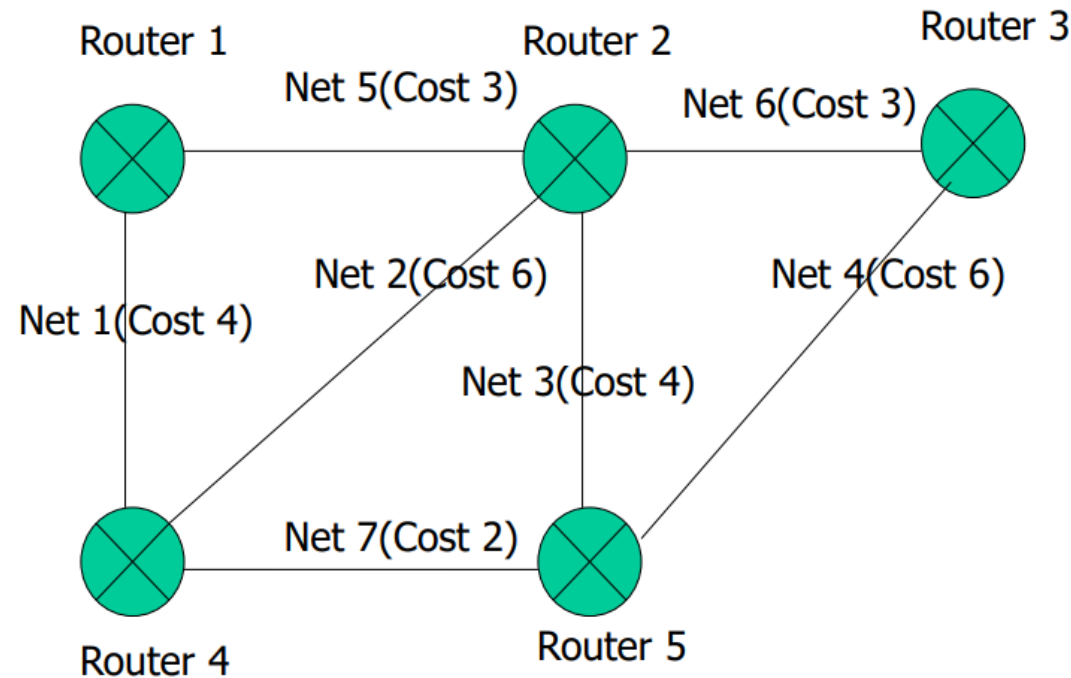 Router 1
Router 2
Router 3
Net 5(Cost 3)
Net 6(Cost 3)
Net 2(Cost 6)
Net 4(Cost 6)
Net 1(Cost 4)
Net 3(Cost 4)
Net 7(Cost 2)
Router 4
Router 5